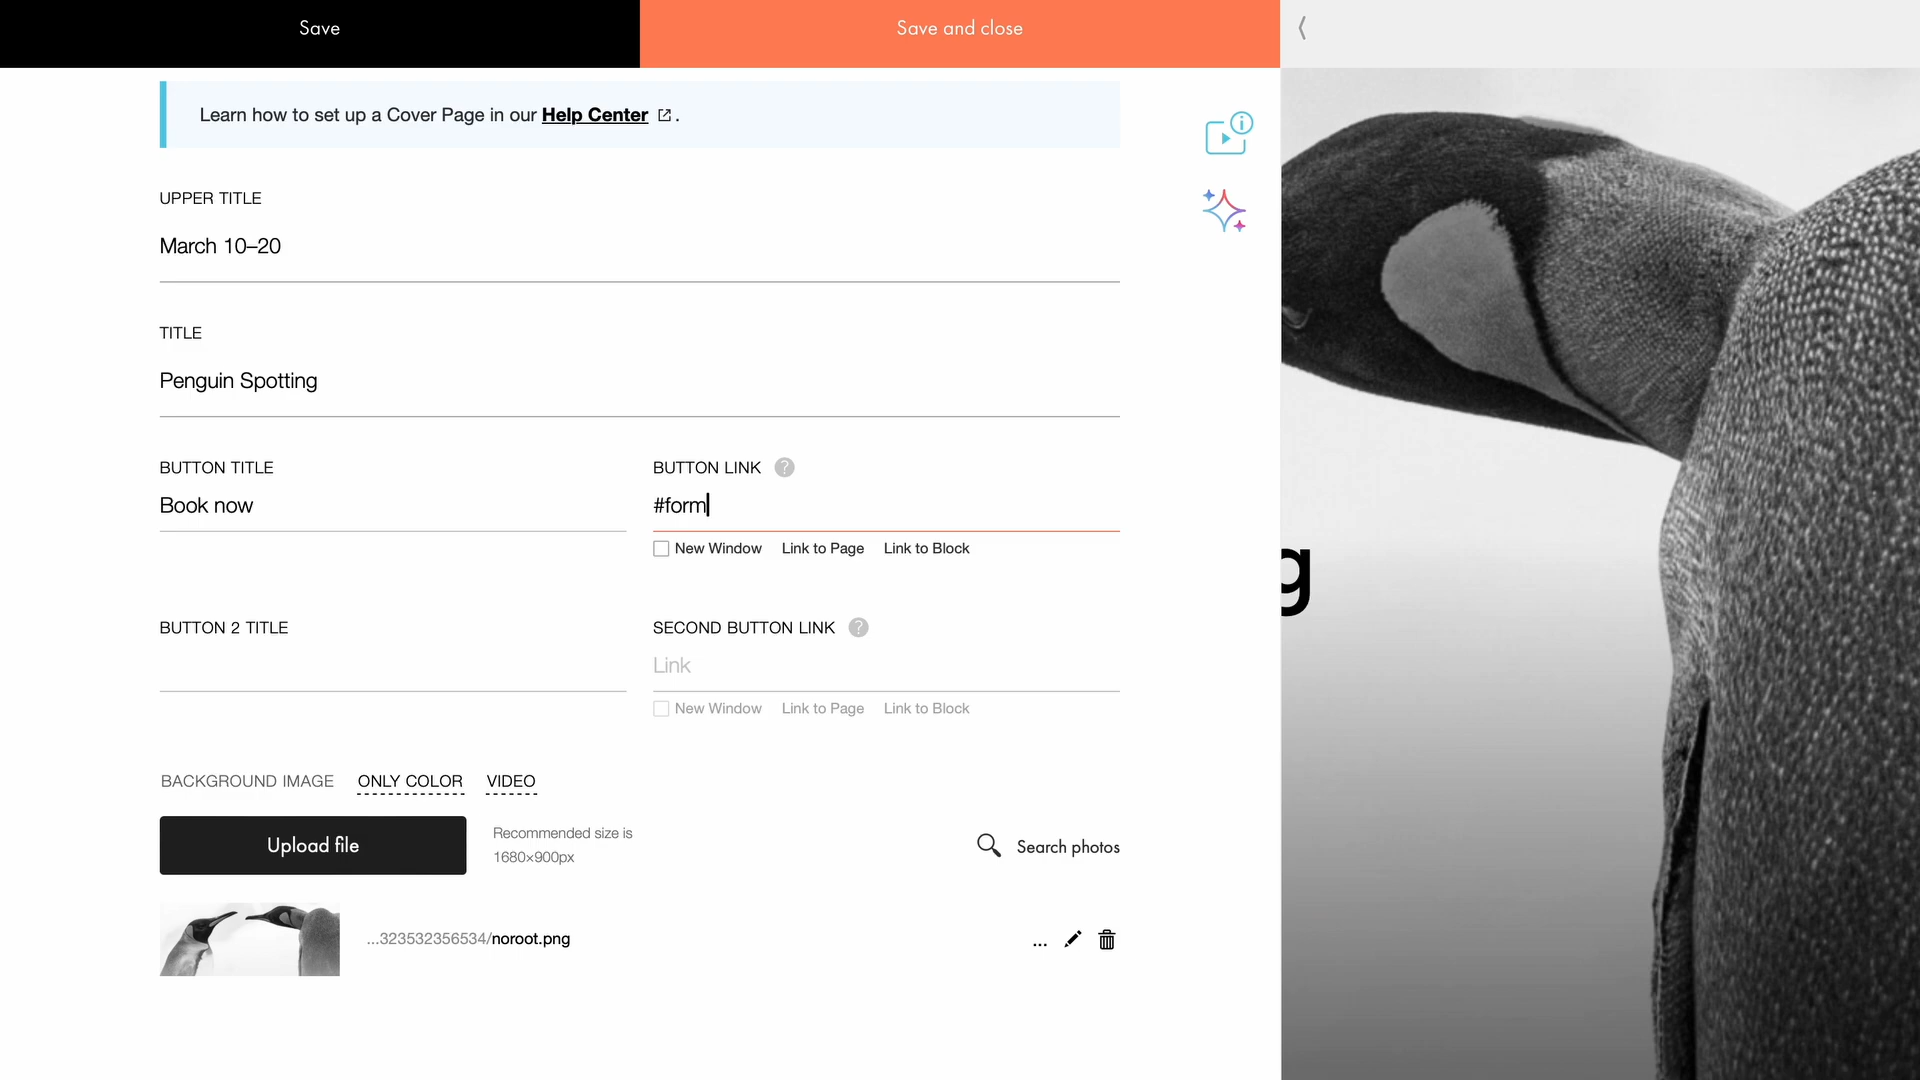 Save
Save and close
Learn how to set up a Cover Page in our Help Center .
UPPER TITLE
March 10–20
TITLE
Penguin Spotting
BUTTON TITLE
BUTTON LINK ?
Book now
#form
New Window Link to Page Link to Block
BUTTON 2 TITLE
SECOND BUTTON LINK ?
Link
New Window Link to Page Link to Block
BACKGROUND IMAGE ONLY COLOR VIDEO
Upload file
Recommended size is
1680×900px
Search photos
...323532356534/noroot.png
...
g